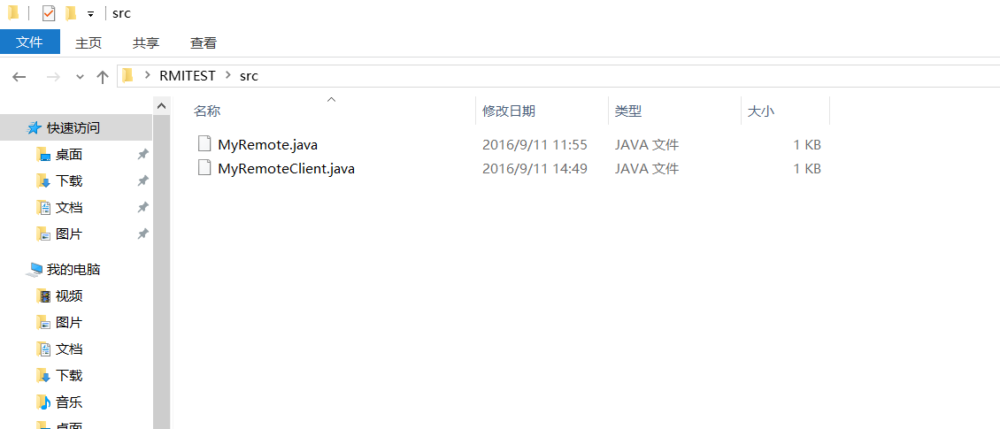 src
文件 主页 共享 查看
RMITEST src
名称 修改日期 类型 大小
快速访问
桌面
下载
文档
图片
我的电脑
视频
图片
文档
下载
音乐
桌面
MyRemote.java 2016/9/11 11:55 JAVA 文件 1 KB
MyRemoteClient.java 2016/9/11 14:49 JAVA 文件 1 KB